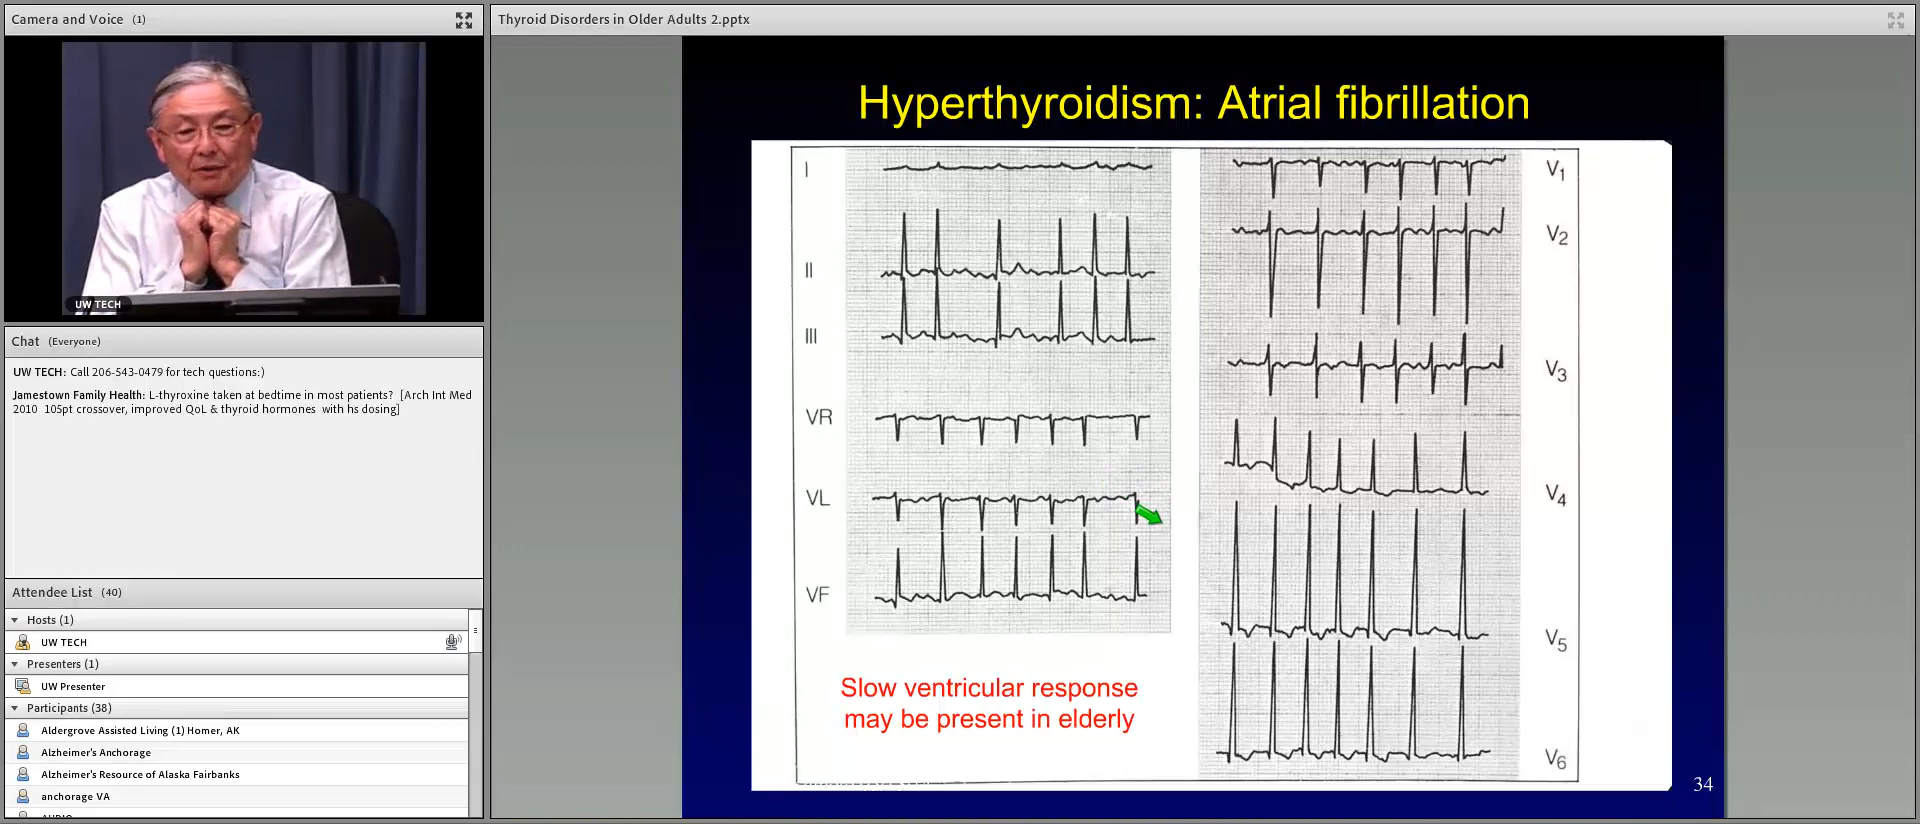 Camera and Voice (1)
UW TECH
Chat (Everyone)
UW TECH: Call 206-543-0479 for tech questions:)
Jamestown Family Health: L-thyroxine taken at bedtime in most patients? [Arch Int Med
2010 105pt crossover, improved QoL & thyroid hormones with hs dosing]
Attendee List (40)
Hosts (1)
UW TECH
Presenters (1)
UW Presenter
Participants (38)
Aldergrove Assisted Living (1) Homer, AK
Alzheimer's Anchorage
Alzheimer's Resource of Alaska Fairbanks
anchorage VA
Thyroid Disorders in Older Adults 2.pptx
Hyperthyroidism: Atrial fibrillation
I
II
III
VR
VL
VF
V1
V2
V3
V4
V5
V6
Slow ventricular response
may be present in elderly
34